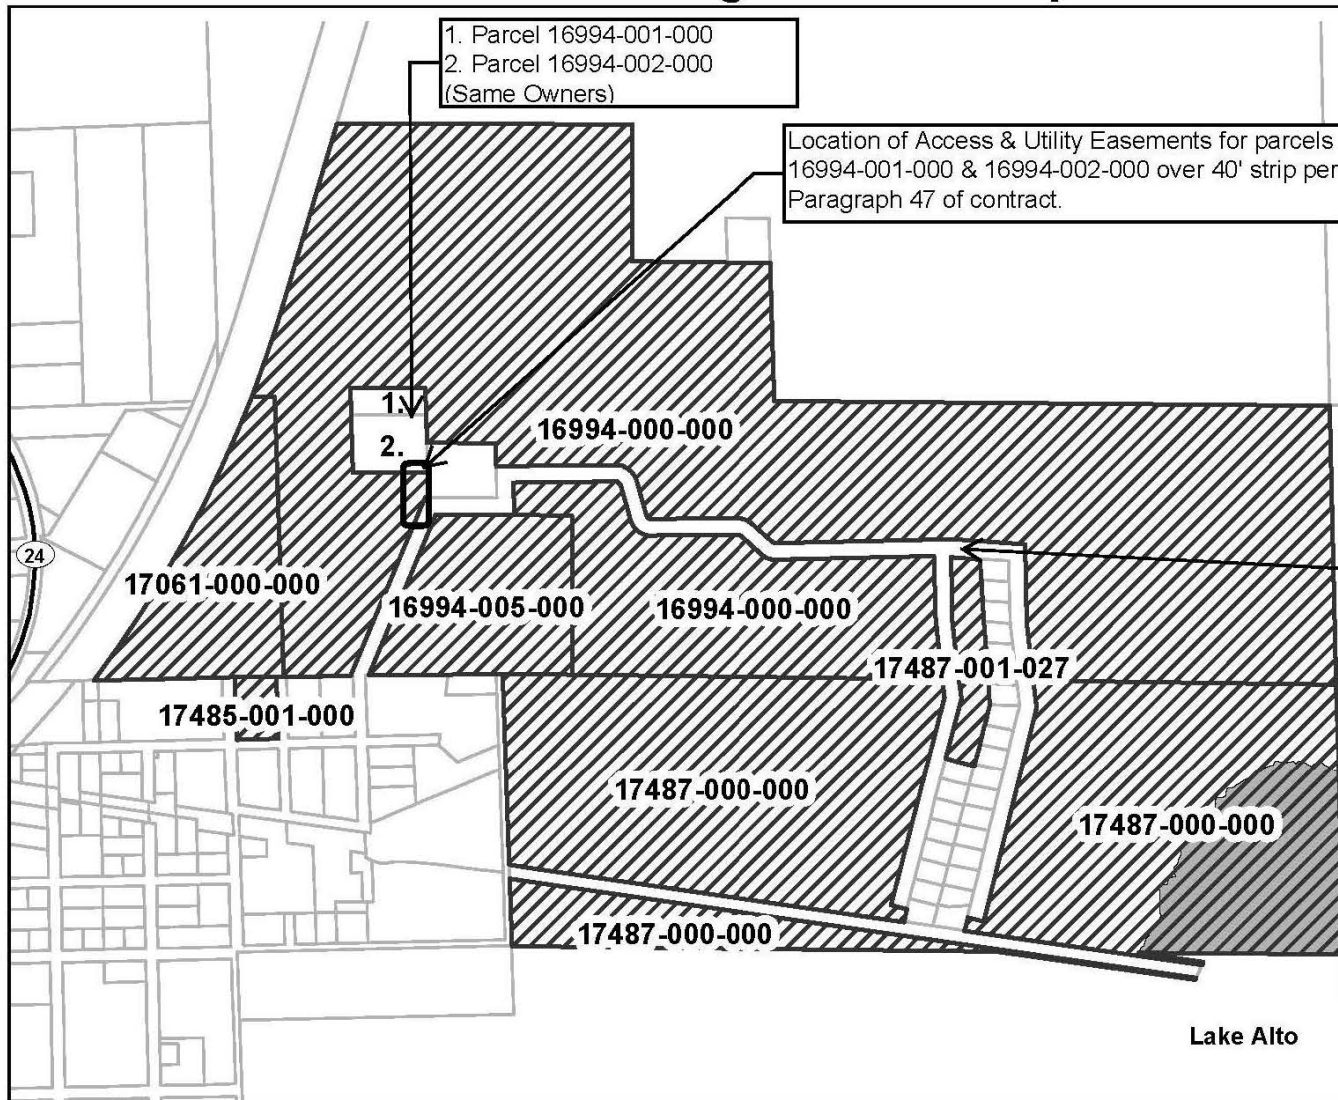 1. Parcel 16994-001-000
2. Parcel 16994-002-000
(Same Owners)
Location of Access & Utility Easements for parcels
16994-001-000 & 16994-002-000 over 40' strip per
Paragraph 47 of contract.
1.
2.
16994-000-000
24
17061-000-000
16994-005-000
16994-000-000
17487-001-027
17485-001-000
17487-000-000
17487-000-000
17487-000-000
Lake Alto